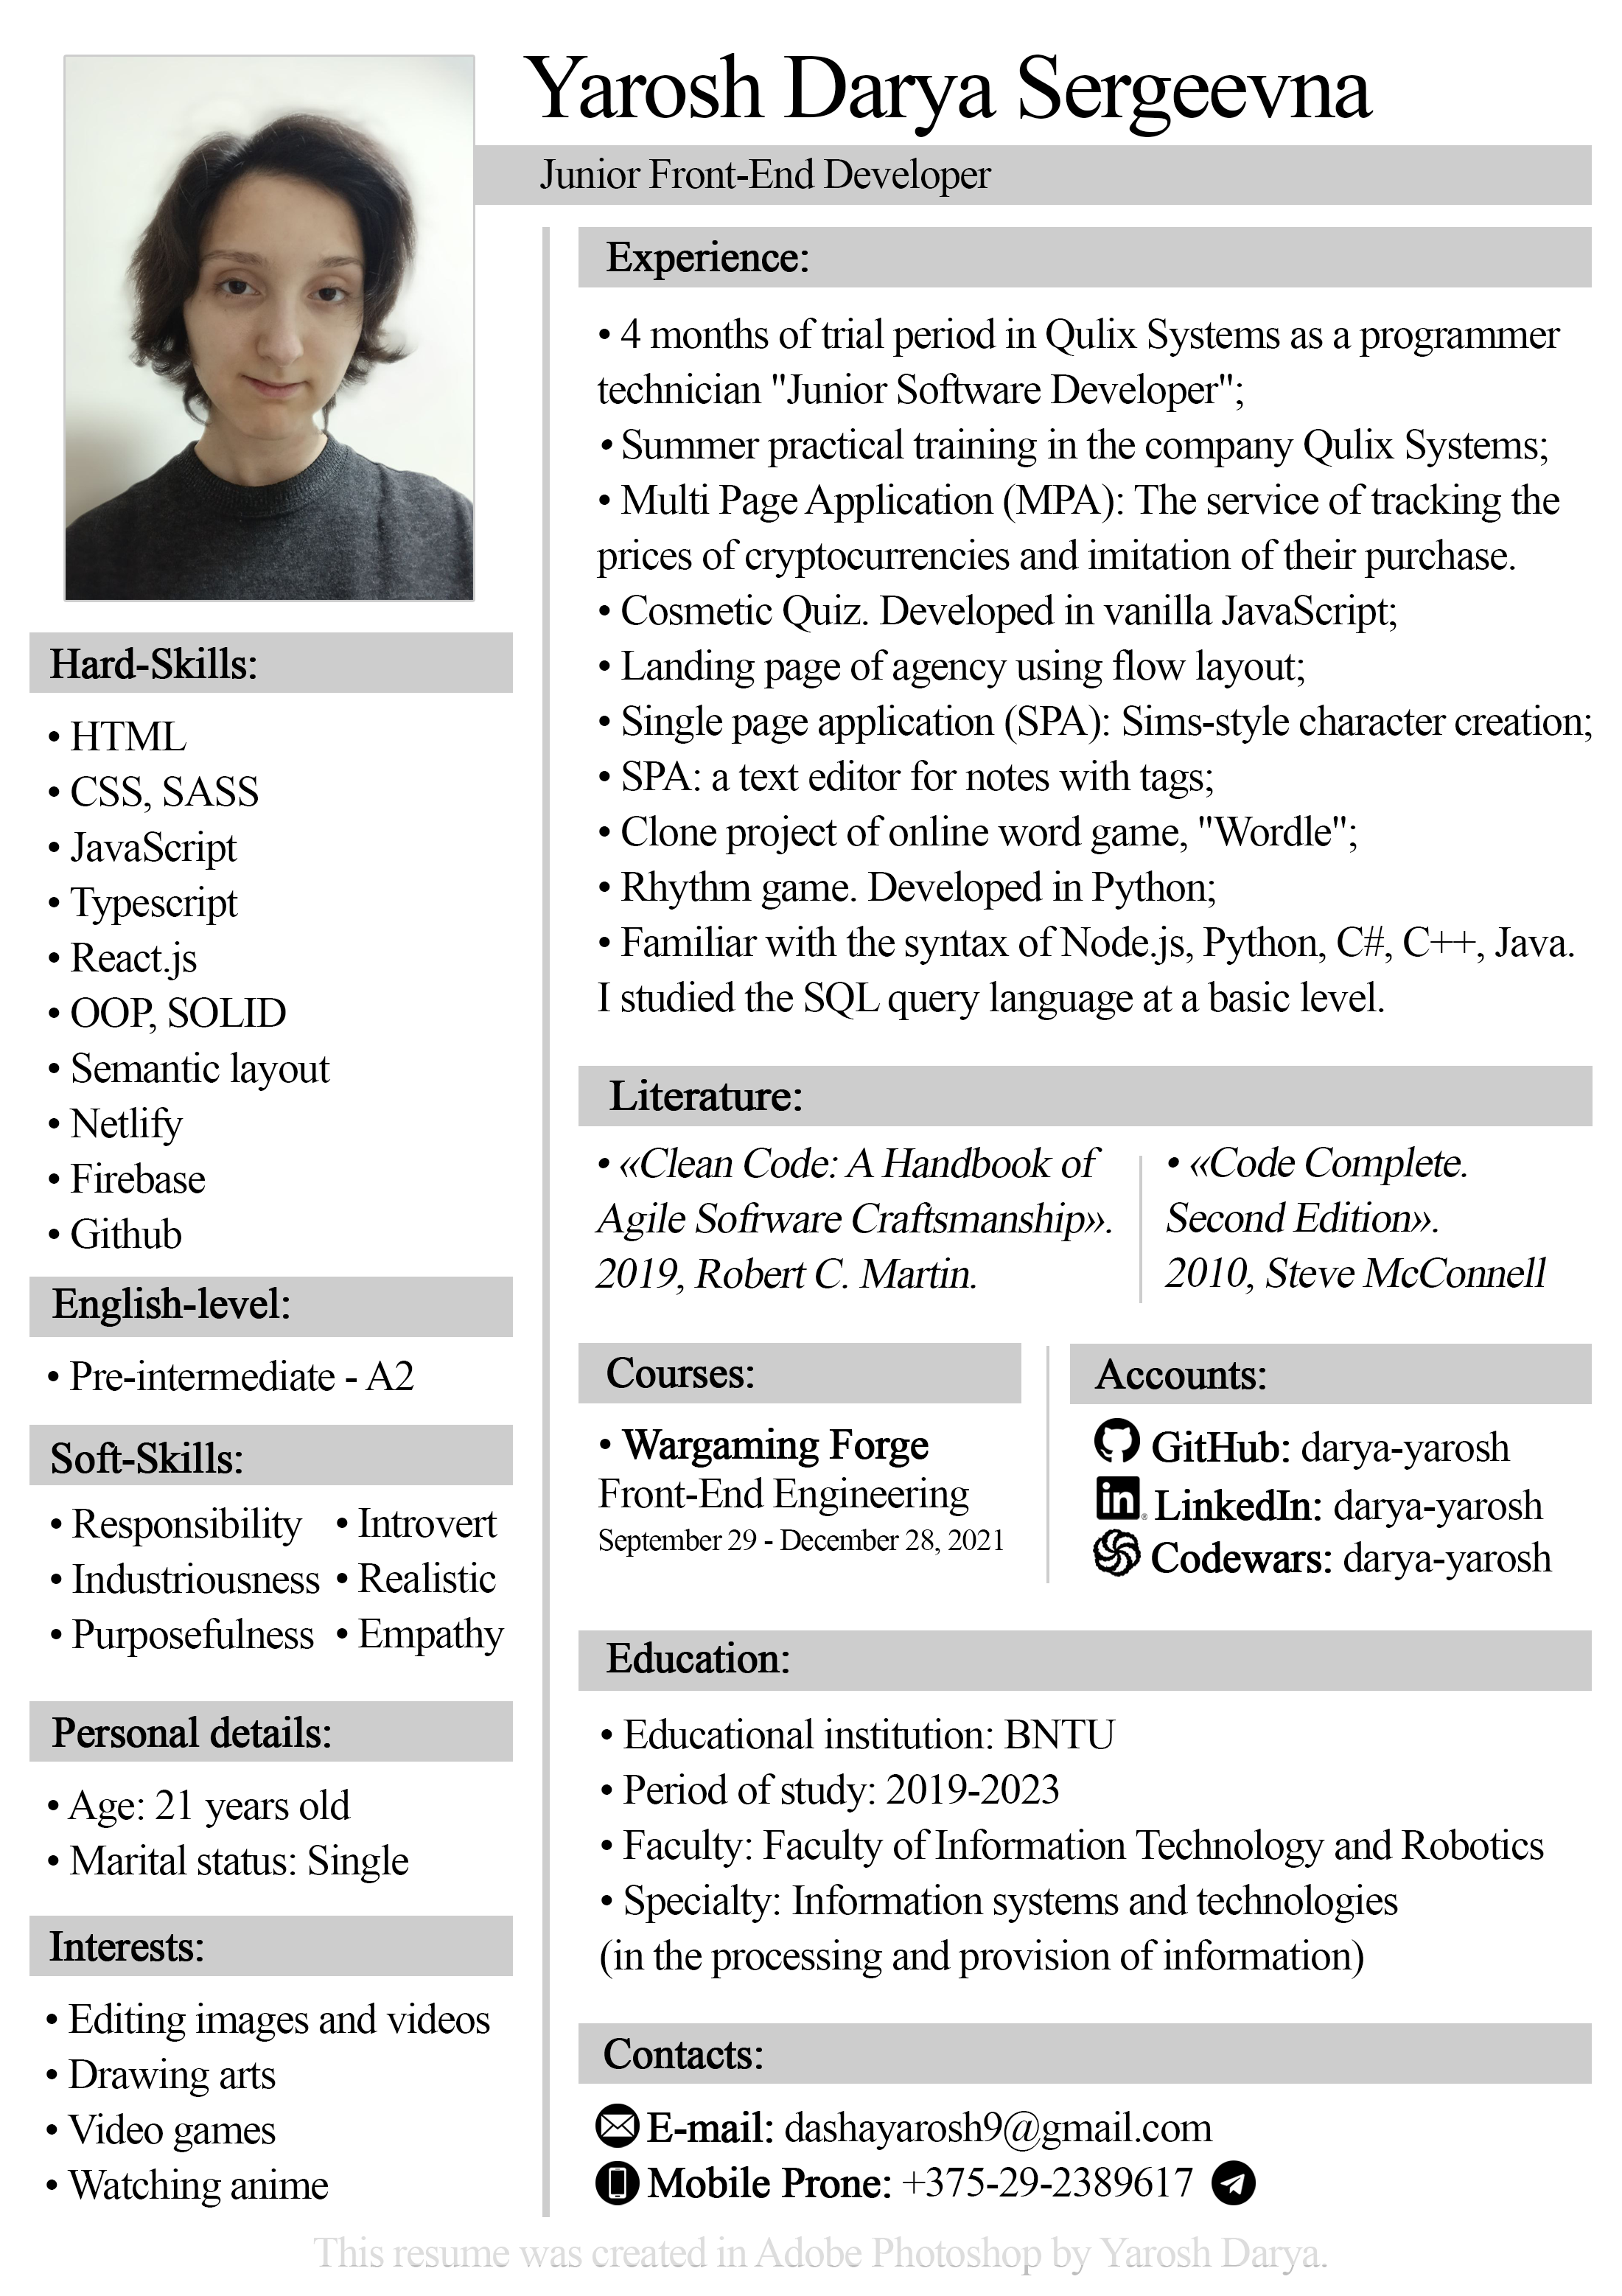 Yarosh Darya Sergeevna
Junior Front-End Developer
Hard-Skills:
• HTML
• CSS, SASS
• JavaScript
• Typescript
• React.js
• OOP, SOLID
• Semantic layout
• Netlify
• Firebase
• Github
English-level:
• Pre-intermediate - A2
Soft-Skills:
• Responsibility • Introvert
• Industriousness • Realistic
• Purposefulness • Empathy
Personal details:
• Age: 21 years old
• Marital status: Single
Interests:
• Editing images and videos
• Drawing arts
• Video games
• Watching anime
Experience:
• 4 months of trial period in Qulix Systems as a programmer
technician "Junior Software Developer";
• Summer practical training in the company Qulix Systems;
• Multi Page Application (MPA): The service of tracking the
prices of cryptocurrencies and imitation of their purchase.
• Cosmetic Quiz. Developed in vanilla JavaScript;
• Landing page of agency using flow layout;
• Single page application (SPA): Sims-style character creation;
• SPA: a text editor for notes with tags;
• Clone project of online word game, "Wordle";
• Rhythm game. Developed in Python;
• Familiar with the syntax of Node.js, Python, C#, C++, Java.
I studied the SQL query language at a basic level.
Literature:
• «Clean Code: A Handbook of
Agile Sofrware Craftsmanship».
2019, Robert C. Martin.
• «Code Complete.
Second Edition».
2010, Steve McConnell
Courses:
• Wargaming Forge
Front-End Engineering
September 29 - December 28, 2021
Accounts:
GitHub: darya-yarosh
in LinkedIn: darya-yarosh
Codewars: darya-yarosh
Education:
• Educational institution: BNTU
• Period of study: 2019-2023
• Faculty: Faculty of Information Technology and Robotics
• Specialty: Information systems and technologies
(in the processing and provision of information)
Contacts:
E-mail: dashayarosh9@gmail.com
Mobile Prone: +375-29-2389617
This resume was created in Adobe Photoshop by Yarosh Darya.